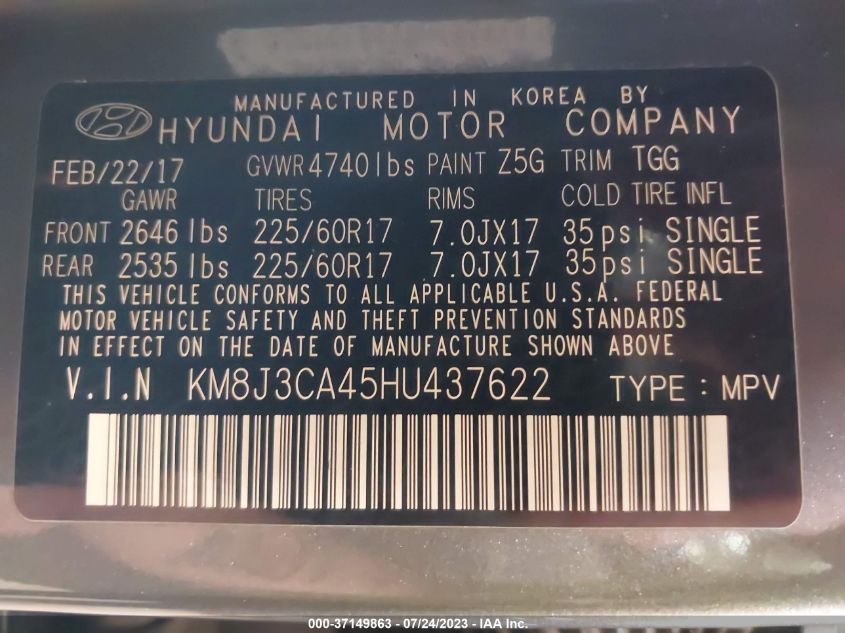 MANUFACTURED IN KOREA BY
HYUNDAI MOTOR COMPANY
FEB/22/17 GVWR 4740 lbs PAINT Z5G TRIM TGG
GAWR TIRES RIMS COLD TIRE INFL
FRONT 2646 lbs 225/60R17 7.0JX17 35psi SINGLE
REAR 2535 lbs 225/60R17 7.0JX17 35psi SINGLE
THIS VEHICLE CONFORMS TO ALL APPLICABLE U.S.A. FEDERAL
MOTOR VEHICLE SAFETY AND THEFT PREVENTION STANDARDS
IN EFFECT ON THE DATE OF MANUFACTURE SHOWN ABOVE
V.I.N KM8J3CA45HU437622 TYPE : MPV
000-37149863 - 07/24/2023 - IAA Inc.